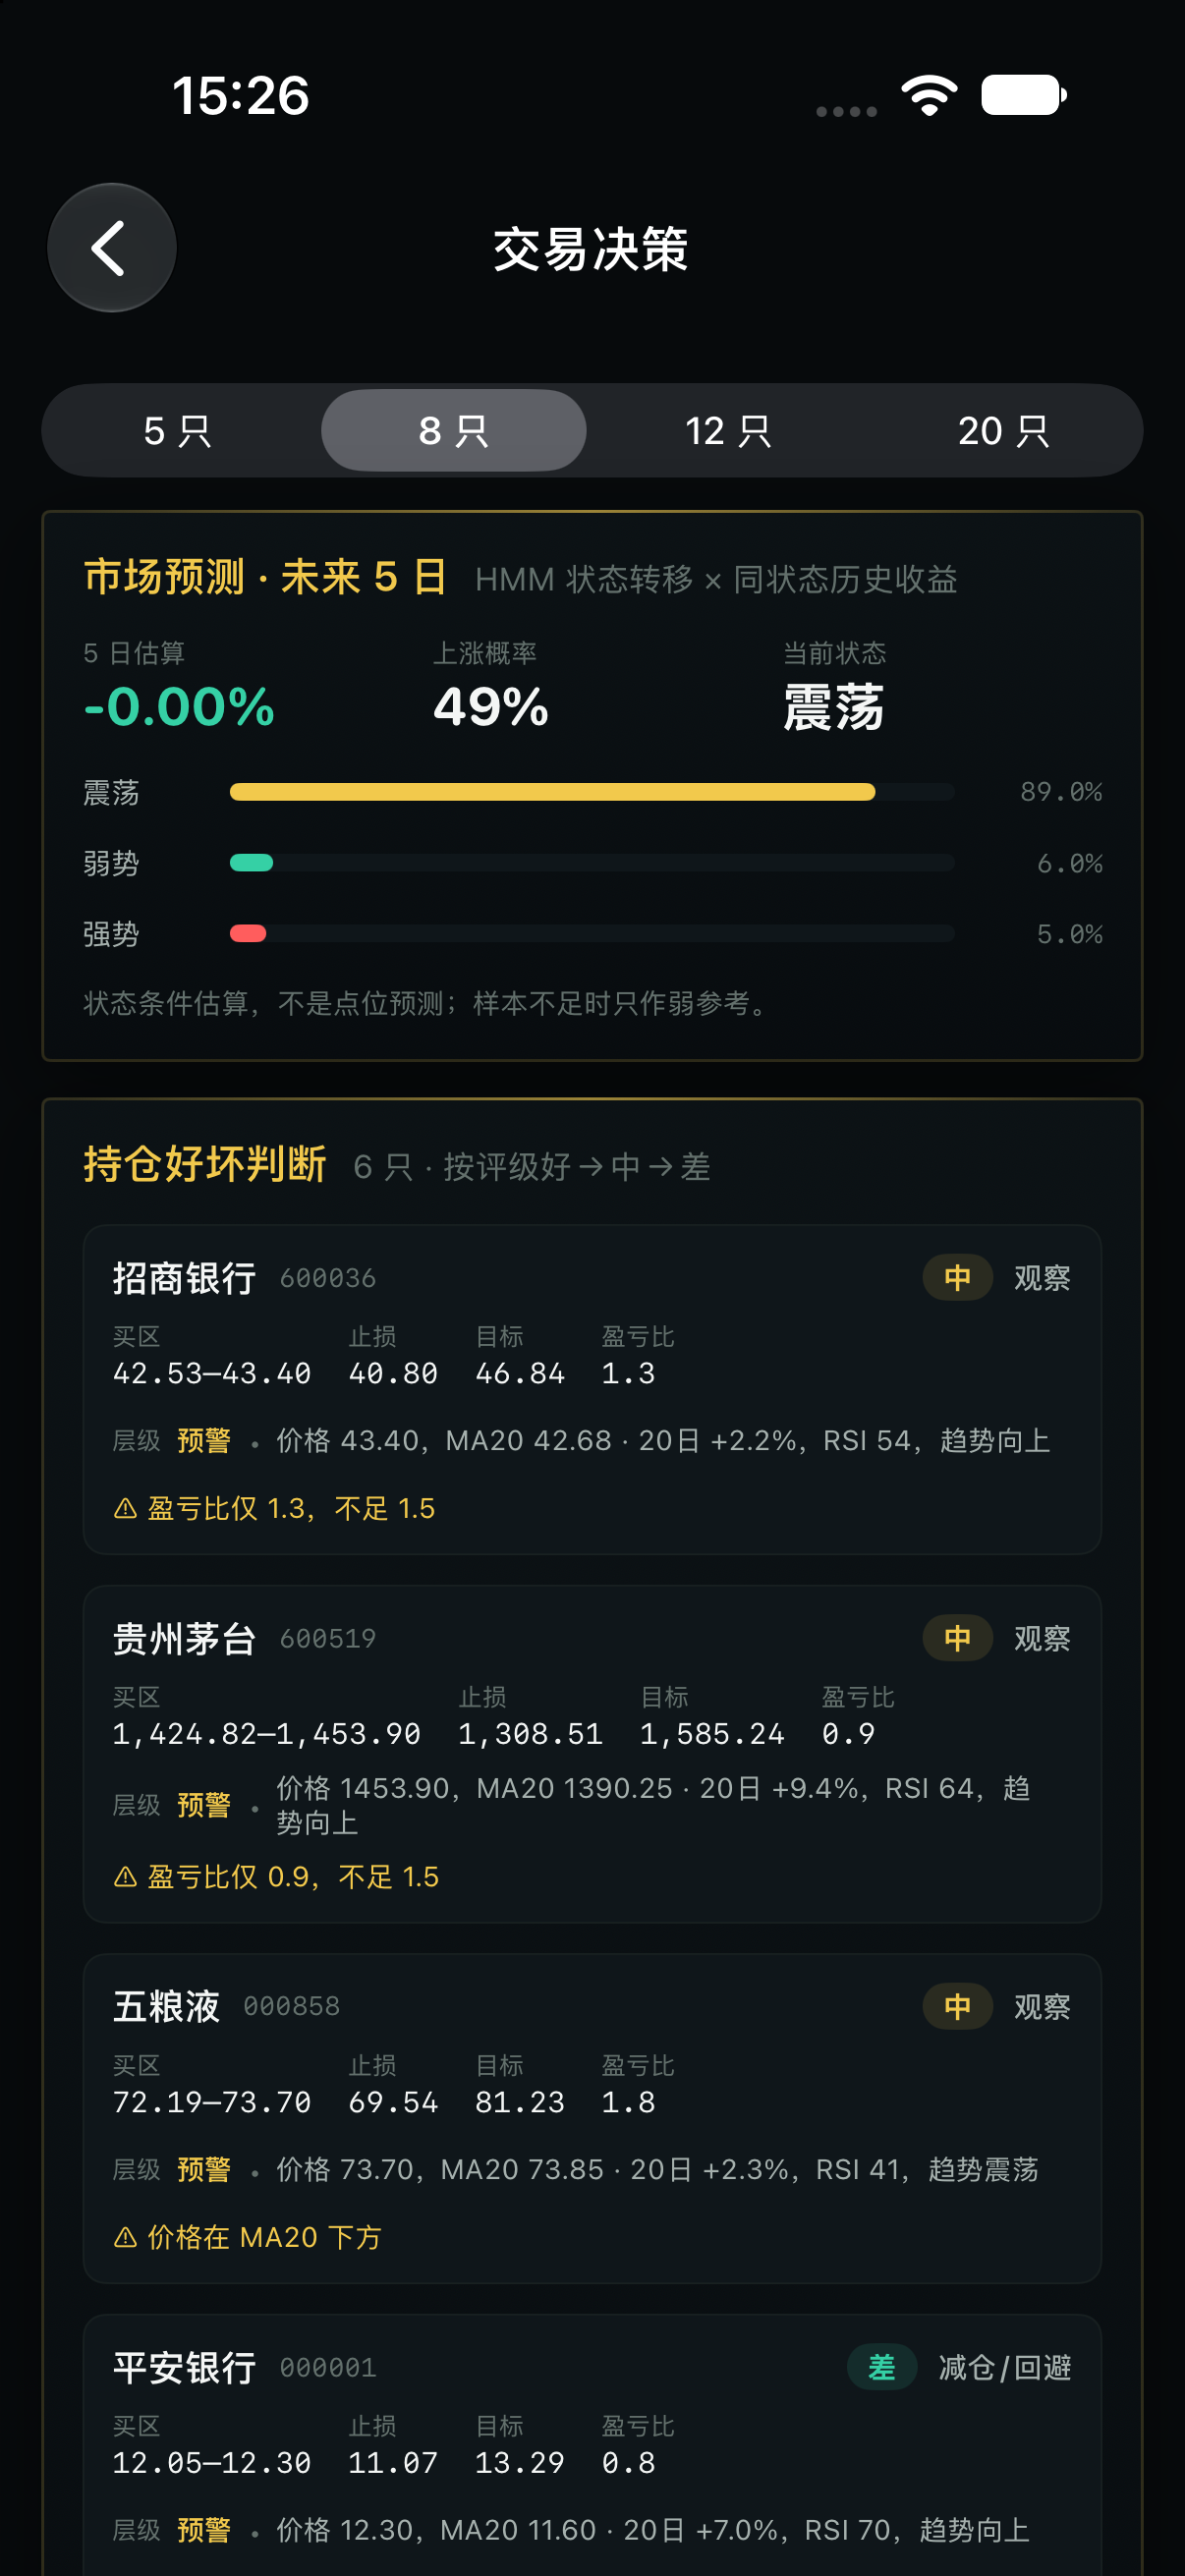 15:26
交易决策
5 只
8 只
12 只
20 只
市场预测 · 未来 5 日 HMM 状态转移 × 同状态历史收益
5 日估算 上涨概率 当前状态
-0.00% 49% 震荡
震荡 89.0%
弱势 6.0%
强势 5.0%
状态条件估算，不是点位预测；样本不足时只作弱参考。
持仓好坏判断 6 只 · 按评级好→中→差
招商银行 600036 中 观察
买区 止损 目标 盈亏比
42.53—43.40 40.80 46.84 1.3
层级 预警 • 价格 43.40，MA20 42.68 · 20日 +2.2%，RSI 54，趋势向上
⚠ 盈亏比仅 1.3，不足 1.5
贵州茅台 600519 中 观察
买区 止损 目标 盈亏比
1,424.82—1,453.90 1,308.51 1,585.24 0.9
层级 预警 • 价格 1453.90，MA20 1390.25 · 20日 +9.4%，RSI 64，趋
势向上
⚠ 盈亏比仅 0.9，不足 1.5
五粮液 000858 中 观察
买区 止损 目标 盈亏比
72.19—73.70 69.54 81.23 1.8
层级 预警 • 价格 73.70，MA20 73.85 · 20日 +2.3%，RSI 41，趋势震荡
⚠ 价格在 MA20 下方
平安银行 000001 差 减仓/回避
买区 止损 目标 盈亏比
12.05—12.30 11.07 13.29 0.8
层级 预警 • 价格 12.30，MA20 11.60 · 20日 +7.0%，RSI 70，趋势向上